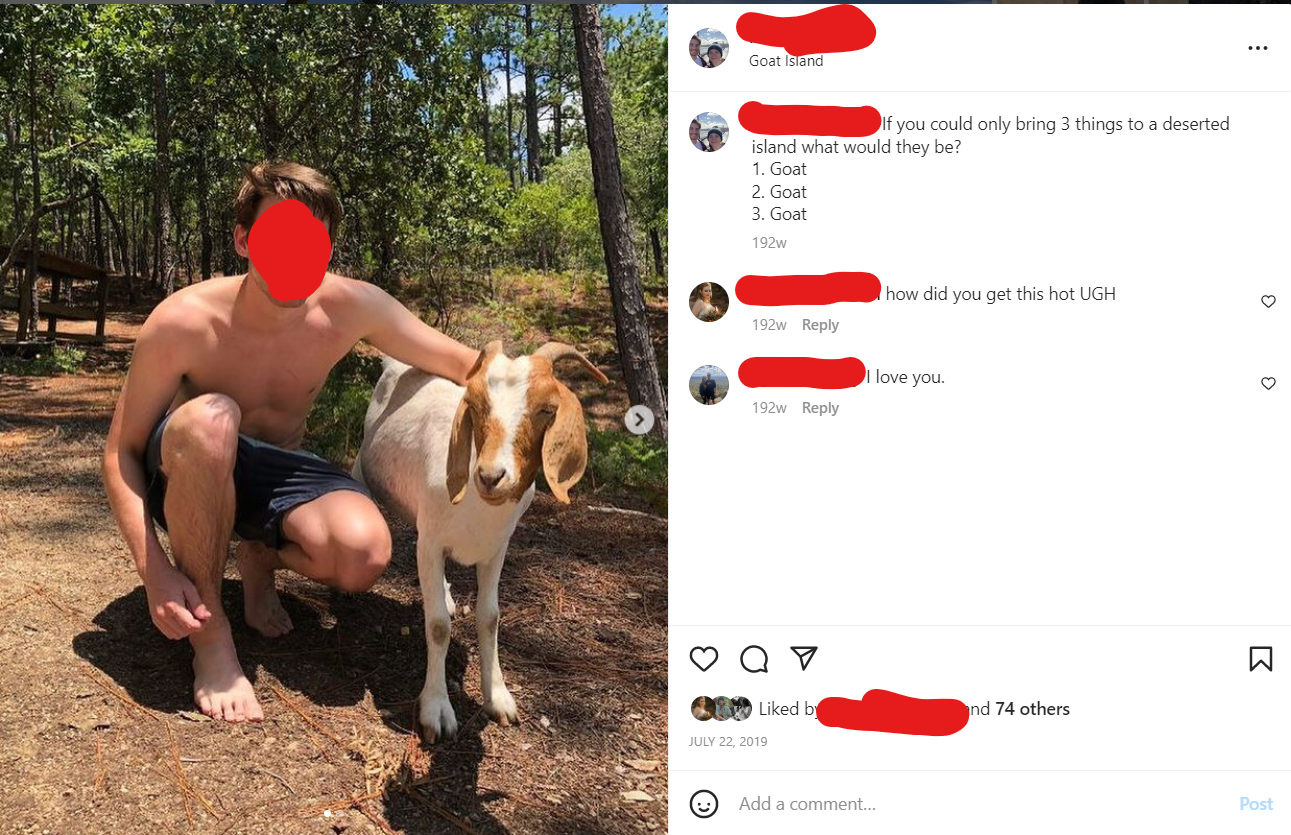 Goat Island
If you could only bring 3 things to a deserted
island what would they be?
1. Goat
2. Goat
3. Goat
192w
how did you get this hot UGH
192w Reply
I love you.
192w Reply
Liked by and 74 others
JULY 22, 2019
Add a comment... Post